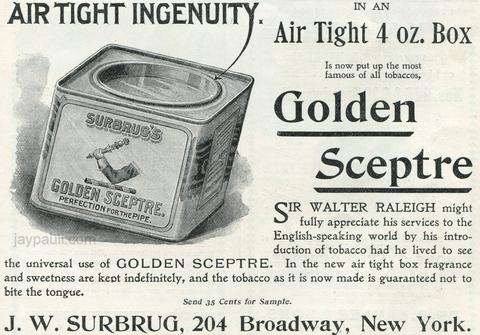 AIR TIGHT INGENUITY.
IN AN
Air Tight 4 oz. Box
Is now put up the most
famous of all tobaccos,
Golden
Sceptre
SURBRUG'S
GOLDEN SCEPTRE.
PERFECTION FOR THE PIPE.
SIR WALTER RALEIGH might
fully appreciate his services to the
English-speaking world by his intro-
duction of tobacco had he lived to see
the universal use of GOLDEN SCEPTRE. In the new air tight box fragrance
and sweetness are kept indefinitely, and the tobacco as it is now made is guaranteed not to
bite the tongue.
Send 35 Cents for Sample.
J. W. SURBRUG, 204 Broadway, New York.
jaypaull.com